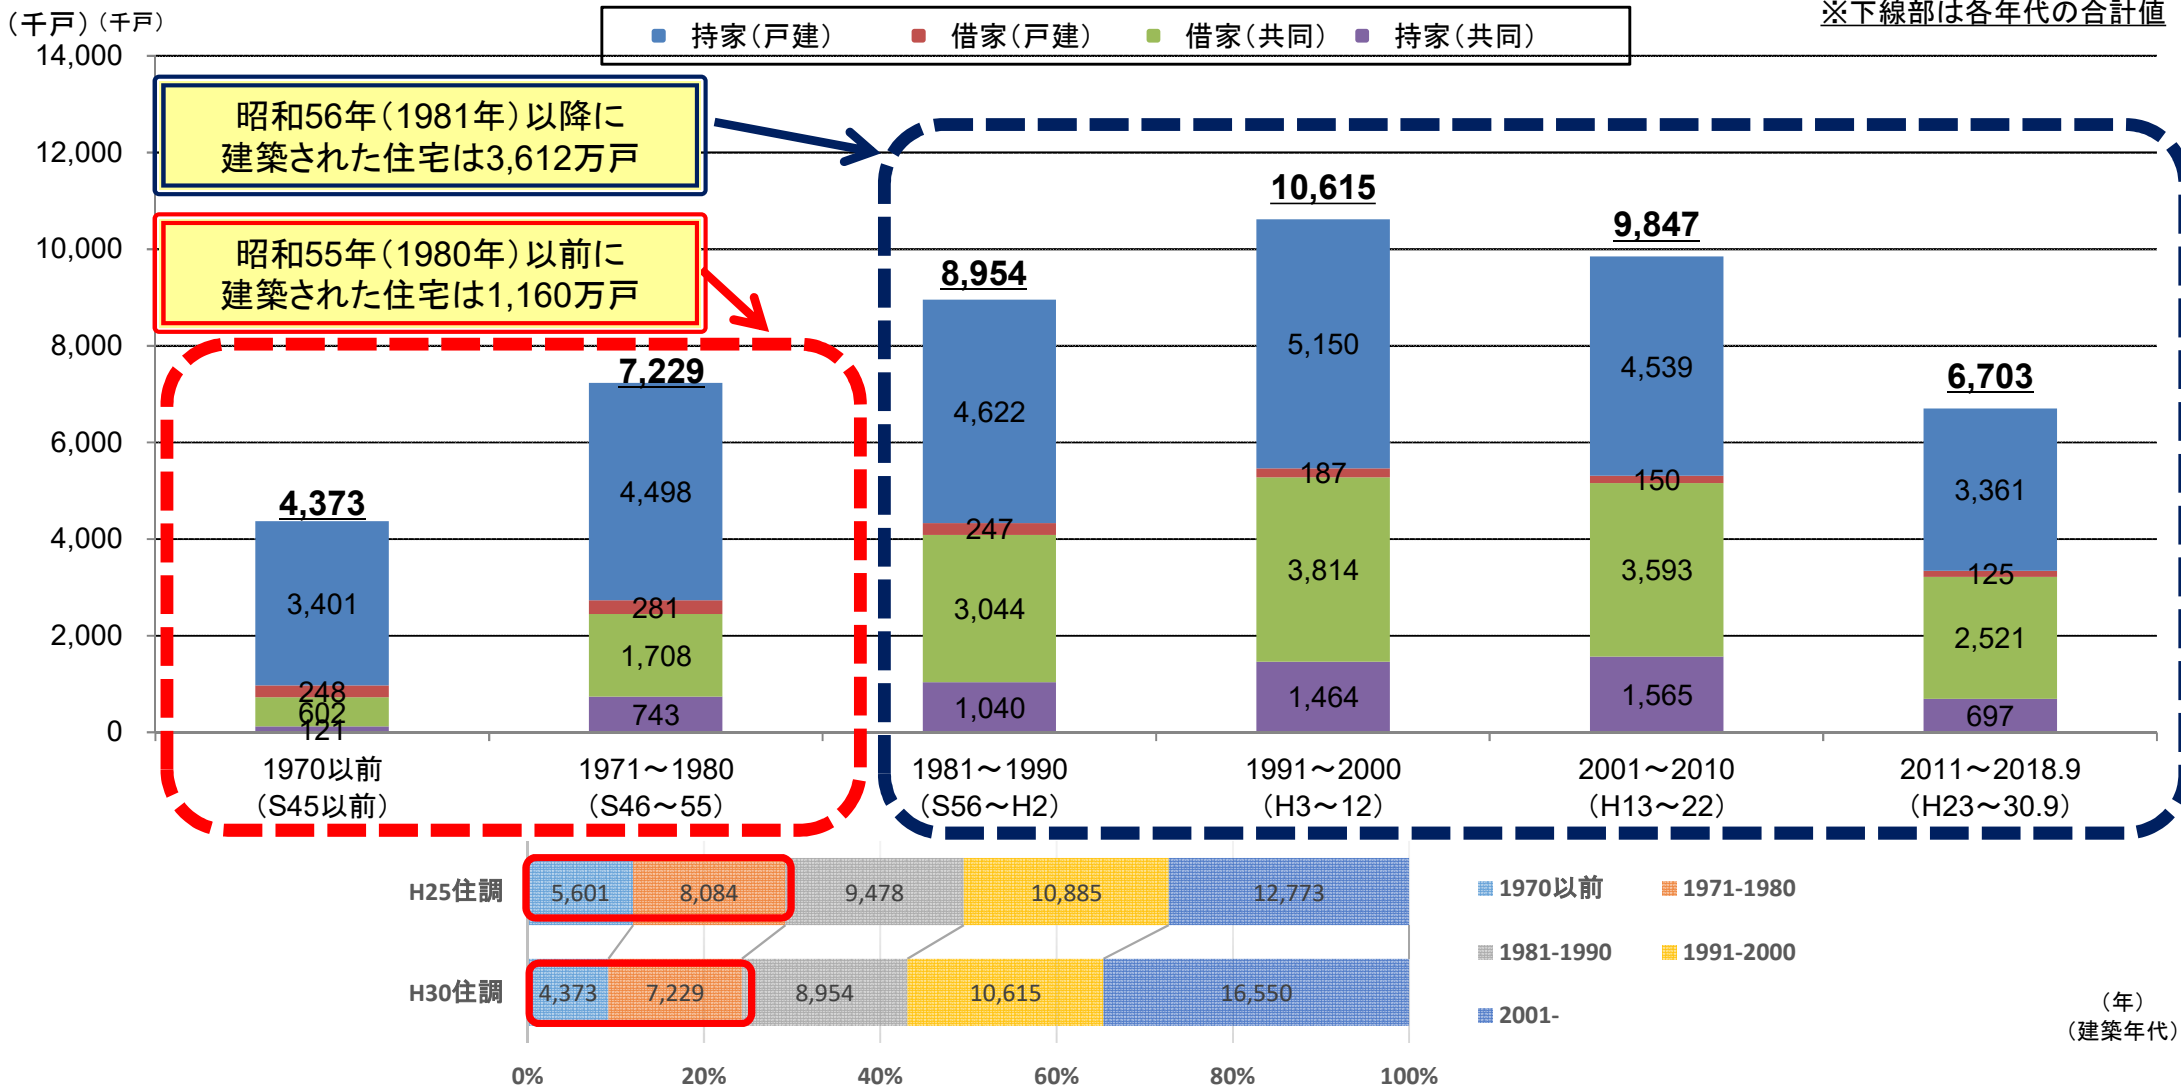 （千戸）（千戸）
持家（戸建） 借家（戸建） 借家（共同） 持家（共同）
※下線部は各年代の合計値
14,000
12,000
10,000
8,000
6,000
4,000
2,000
0
昭和56年（1981年）以降に
建築された住宅は3,612万戸
昭和55年（1980年）以前に
建築された住宅は1,160万戸
4,373
3,401
248
602
121
7,229
4,498
281
1,708
743
8,954
4,622
247
3,044
1,040
10,615
5,150
187
3,814
1,464
9,847
4,539
150
3,593
1,565
6,703
3,361
125
2,521
697
1970以前
（S45以前）
1971～1980
（S46～55）
1981～1990
（S56～H2）
1991～2000
（H3～12）
2001～2010
（H13～22）
2011～2018.9
（H23～30.9）
H25住調 5,601 8,084 9,478 10,885 12,773
H30住調 4,373 7,229 8,954 10,615 16,550
0% 20% 40% 60% 80% 100%
1970以前 1971-1980
1981-1990 1991-2000
2001-
（年）
（建築年代）